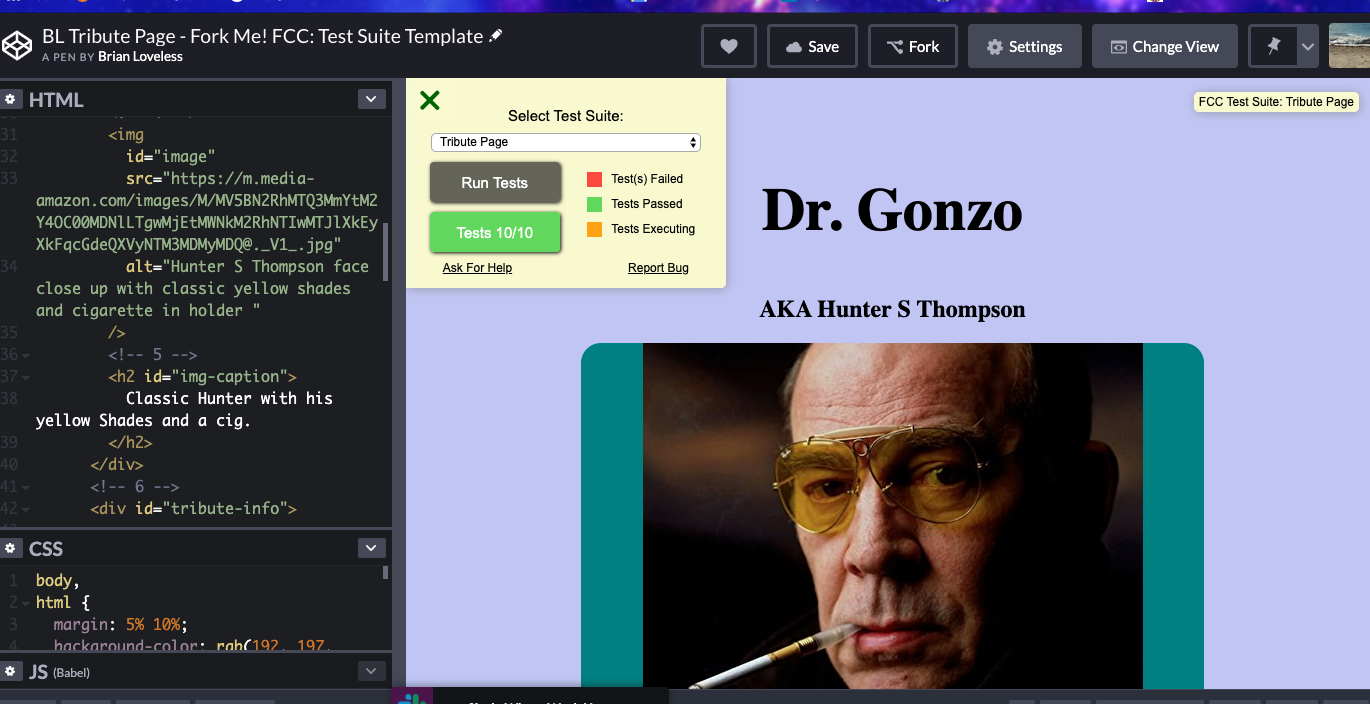 BL Tribute Page - Fork Me! FCC: Test Suite Template
A PEN BY Brian Loveless
Save
Fork
Settings
Change View
HTML
31 <img
32 id="image"
33 src="https://m.media-
amazon.com/images/M/MV5BN2RhMTQ3MmYtM2
Y4OC00MDNlLTgwMjEtMWNkM2RhNTIwMTJlXkEy
XkFqcGdeQXVyNTM3MDMyMDQ@._V1_.jpg"
34 alt="Hunter S Thompson face
close up with classic yellow shades
and cigarette in holder "
35 />
36 <!-- 5 -->
37 <h2 id="img-caption">
38 Classic Hunter with his
yellow Shades and a cig.
39 </h2>
40 </div>
41 <!-- 6 -->
42 <div id="tribute-info">
CSS
1 body,
2 html {
3 margin: 5% 10%;
4 background-color: rgb(192, 197,
JS (Babel)
Select Test Suite:
Tribute Page
Run Tests
Tests 10/10
Test(s) Failed
Tests Passed
Tests Executing
Ask For Help
Report Bug
FCC Test Suite: Tribute Page
Dr. Gonzo
AKA Hunter S Thompson